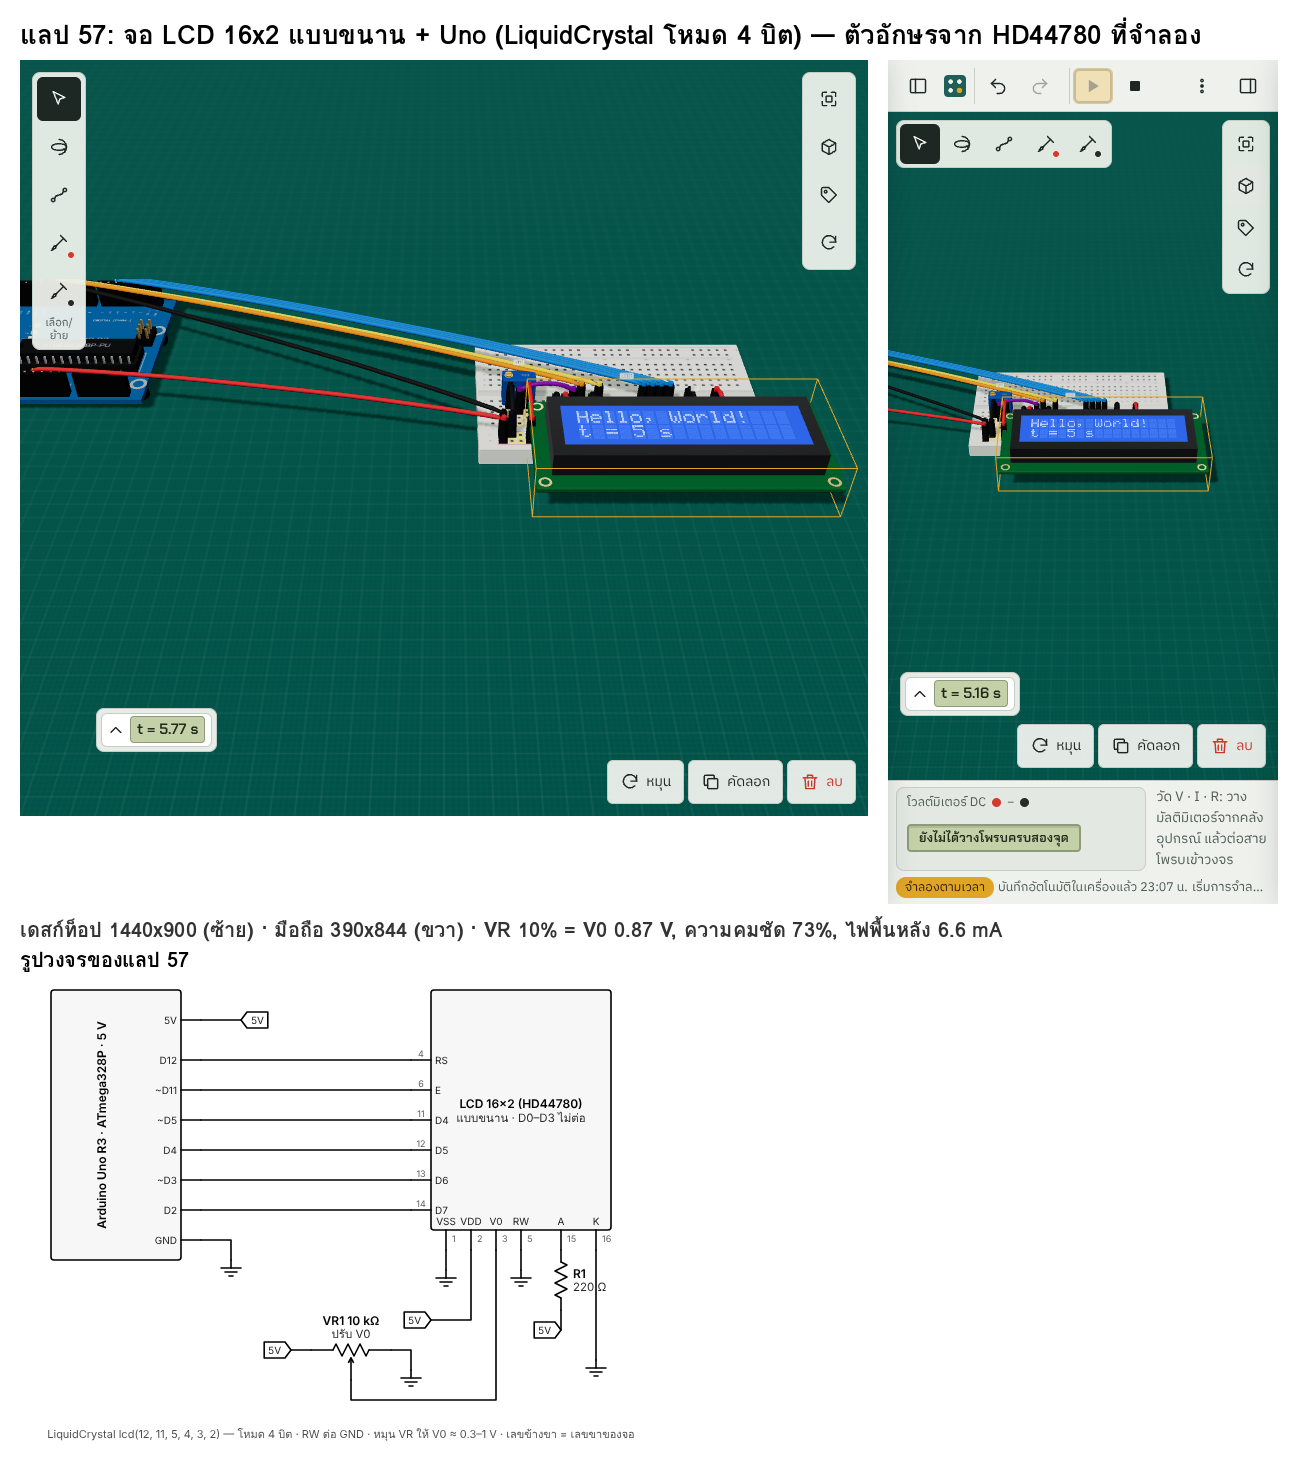 แลป 57: จอ LCD 16x2 แบบขนาน + Uno (LiquidCrystal โหมด 4 บิต) — ตัวอักษรจาก HD44780 ที่จำลอง
เลือก/
ย้าย
Hello, World!
t = 5 s
t = 5.77 s
หมุน
คัดลอก
ลบ
Hello, World!
t = 5 s
t = 5.16 s
หมุน
คัดลอก
ลบ
โวลต์มิเตอร์ DC –
ยังไม่ได้วางโพรบครบสองจุด
วัด V · I · R: วาง
มัลติมิเตอร์จากคลัง
อุปกรณ์ แล้วต่อสาย
โพรบเข้าวงจร
จำลองตามเวลา
บันทึกอัตโนมัติในเครื่องแล้ว 23:07 น. เริ่มการจำล...
เดสก์ท็อป 1440x900 (ซ้าย) · มือถือ 390x844 (ขวา) · VR 10% = V0 0.87 V, ความคมชัด 73%, ไฟพื้นหลัง 6.6 mA
รูปวงจรของแลป 57
Arduino Uno R3 · ATmega328P · 5 V
5V
5V
D12
4
RS
~D11
6
E
LCD 16×2 (HD44780)
แบบขนาน · D0–D3 ไม่ต่อ
~D5
11
D4
D4
12
D5
~D3
13
D6
D2
14
D7
VSS VDD V0 RW A K
GND
1 2 3 5 15 16
R1
220 Ω
VR1 10 kΩ
ปรับ V0
5V
5V
5V
LiquidCrystal lcd(12, 11, 5, 4, 3, 2) — โหมด 4 บิต · RW ต่อ GND · หมุน VR ให้ V0 ≈ 0.3–1 V · เลขข้างขา = เลขขาของจอ